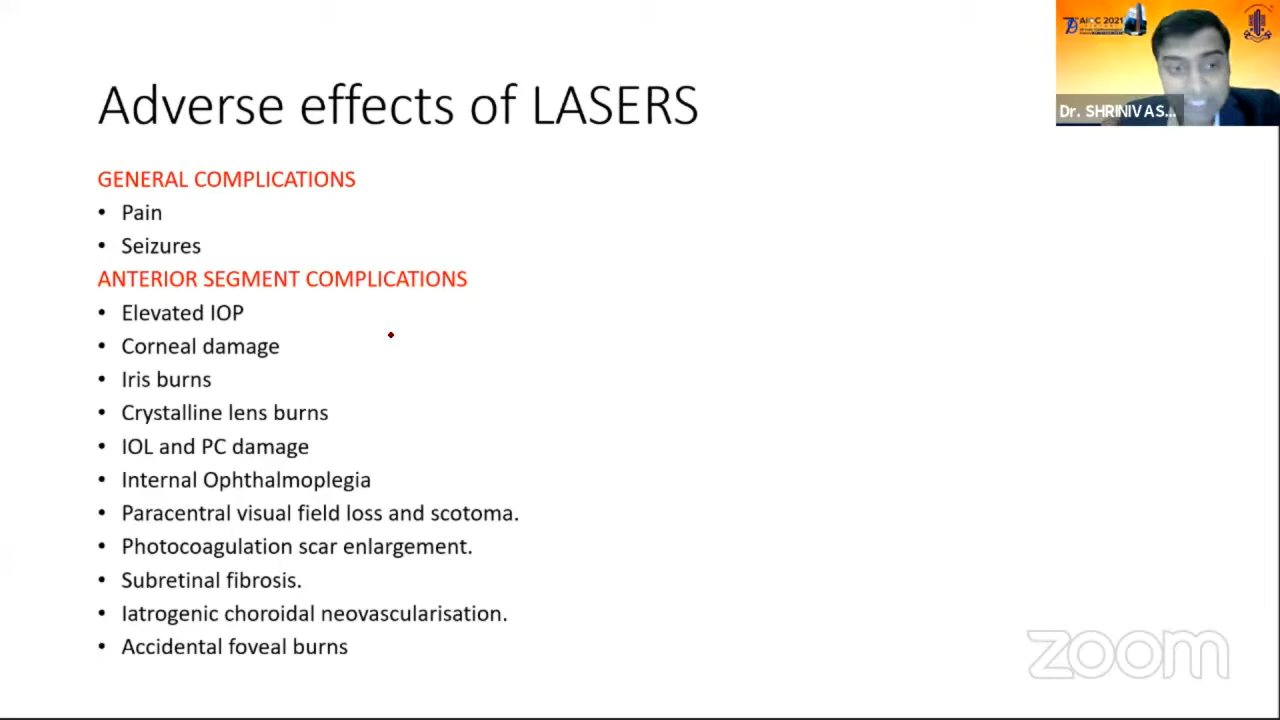 Adverse effects of LASERS
GENERAL COMPLICATIONS
• Pain
• Seizures
ANTERIOR SEGMENT COMPLICATIONS
• Elevated IOP
• Corneal damage
• Iris burns
• Crystalline lens burns
• IOL and PC damage
• Internal Ophthalmoplegia
• Paracentral visual field loss and scotoma.
• Photocoagulation scar enlargement.
• Subretinal fibrosis.
• Iatrogenic choroidal neovascularisation.
• Accidental foveal burns
AIOC 2021
Dr. SHRINIVAS...
zoom